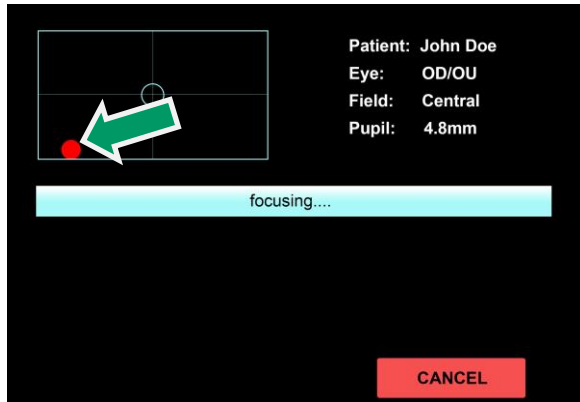 Patient: John Doe
Eye: OD/OU
Field: Central
Pupil: 4.8mm
focusing....
CANCEL